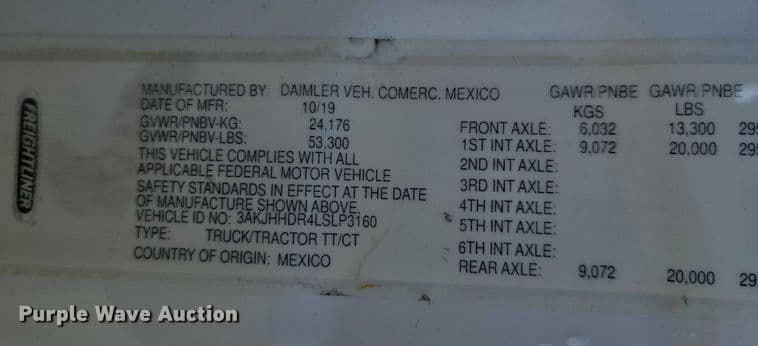 FREIGHTLINER
MANUFACTURED BY: DAIMLER VEH. COMERC. MEXICO
DATE OF MFR: 10/19
GVWR/PNBV-KG: 24,176
GVWR/PNBV-LBS: 53,300
THIS VEHICLE COMPLIES WITH ALL
APPLICABLE FEDERAL MOTOR VEHICLE
SAFETY STANDARDS IN EFFECT AT THE DATE
OF MANUFACTURE SHOWN ABOVE.
VEHICLE ID NO: 3AKJHHDR4LSLP3160
TYPE: TRUCK/TRACTOR TT/CT
COUNTRY OF ORIGIN: MEXICO
GAWR PNBE GAWR PNBE
KGS LBS
FRONT AXLE: 6,032 13,300 29
1ST INT AXLE: 9,072 20,000 29
2ND INT AXLE:
3RD INT AXLE:
4TH INT AXLE:
5TH INT AXLE:
6TH INT AXLE:
REAR AXLE: 9,072 20,000 29
Purple Wave Auction